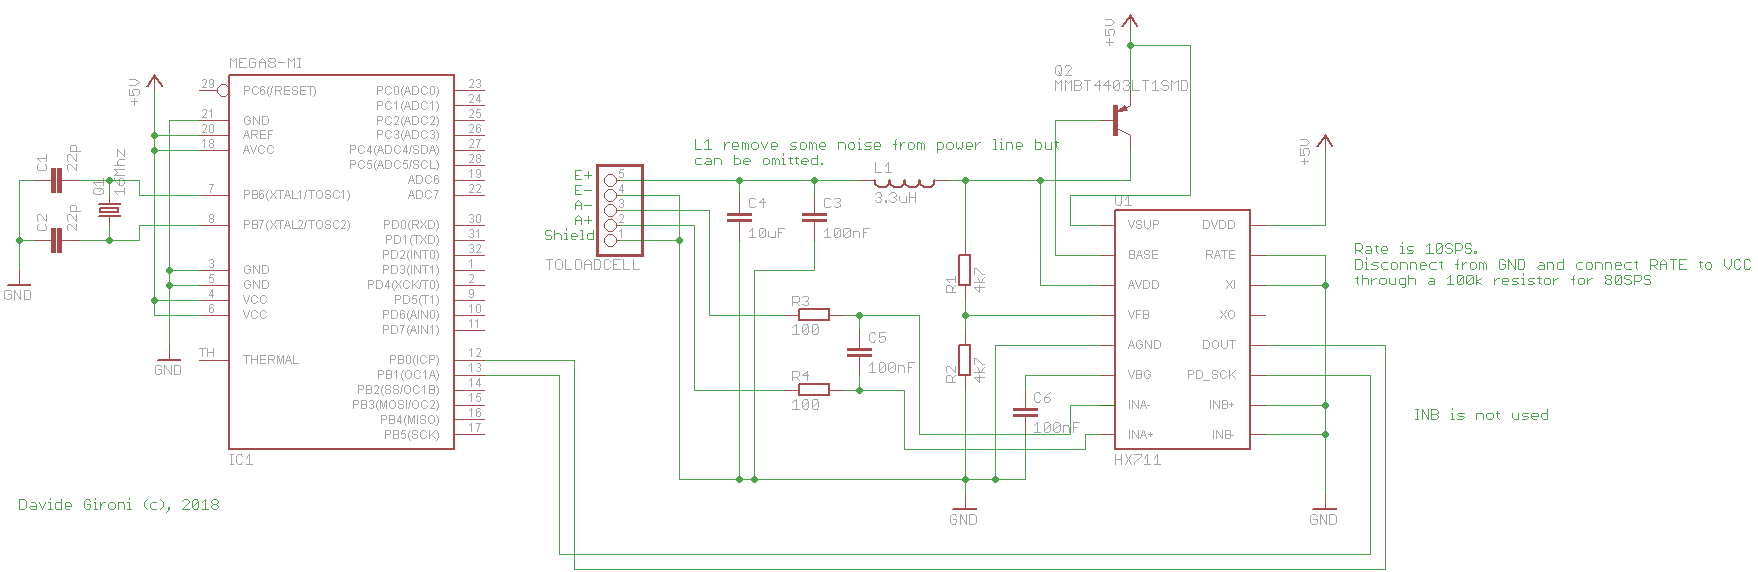 MEGA8-MI
+5V
29 PC6(/RESET)
21 GND
20 AREF
18 AVCC
7 PB6(XTAL1/TOSC1)
8 PB7(XTAL2/TOSC2)
3 GND
5 GND
4 VCC
6 VCC
TH THERMAL
PC0(ADC0) 23
PC1(ADC1) 24
PC2(ADC2) 25
PC3(ADC3) 26
PC4(ADC4/SDA) 27
PC5(ADC5/SCL) 28
ADC6 19
ADC7 22
PD0(RXD) 30
PD1(TXD) 31
PD2(INT0) 32
PD3(INT1) 1
PD4(XCK/T0) 2
PD5(T1) 9
PD6(AIN0) 10
PD7(AIN1) 11
PB0(ICP) 12
PB1(OC1A) 13
PB2(SS/OC1B) 14
PB3(MOSI/OC2) 15
PB4(MISO) 16
PB5(SCK) 17
IC1
C1
22p
Q1
16Mhz
C2
22p
GND
GND
Davide Gironi (c), 2018
E+ 5
E- 4
A- 3
A+ 2
Shield 1
TOLOADCELL
L1 remove some noise from power line but
can be omitted.
L1
3.3uH
C4
10uF
C3
100nF
R3
100
R4
100
C5
100nF
R1
4k7
R2
4k7
C6
100nF
GND
+5V
Q2
MMBT4403LT1SMD
U1
VSUP
BASE
AVDD
VFB
AGND
VBG
INA-
INA+
DVDD
RATE
XI
XO
DOUT
PD_SCK
INB+
INB-
HX711
+5V
GND
Rate is 10SPS.
Disconnect from GND and connect RATE to VCC
through a 100k resistor for 80SPS
INB is not used